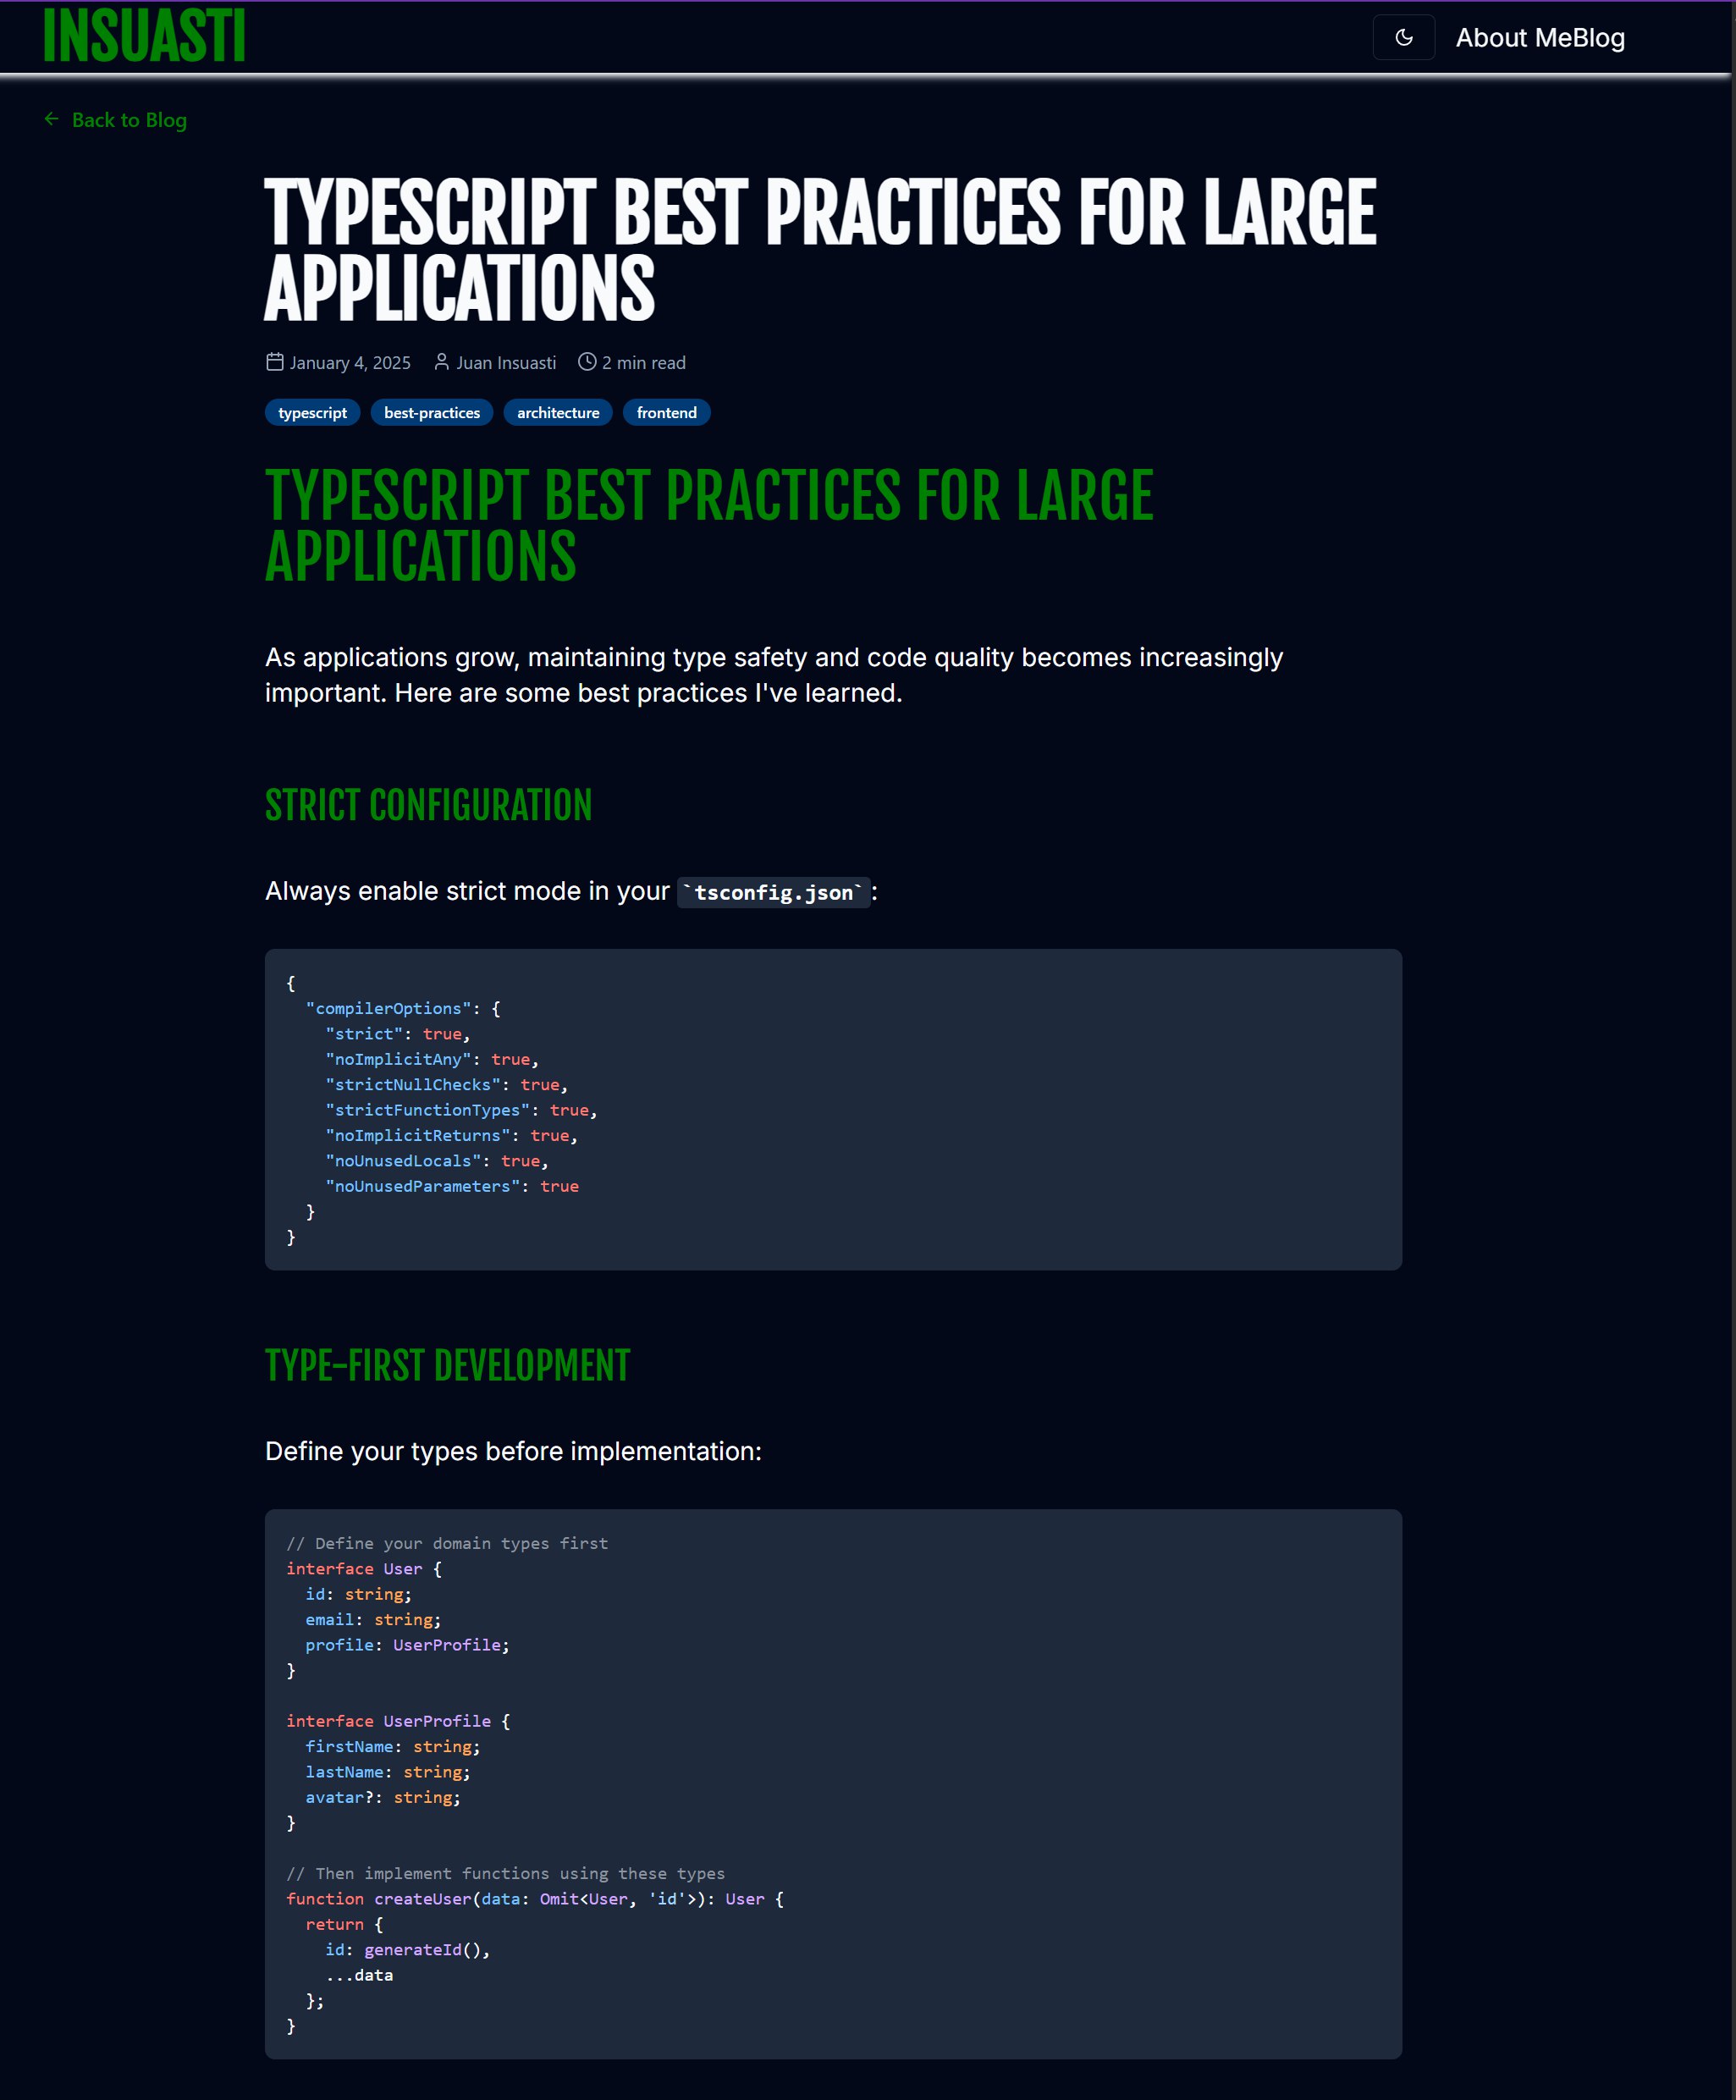 INSUASTI
About MeBlog
Back to Blog
TYPESCRIPT BEST PRACTICES FOR LARGE
APPLICATIONS
January 4, 2025 Juan Insuasti 2 min read
typescript best-practices architecture frontend
TYPESCRIPT BEST PRACTICES FOR LARGE
APPLICATIONS
As applications grow, maintaining type safety and code quality becomes increasingly
important. Here are some best practices I've learned.
STRICT CONFIGURATION
Always enable strict mode in your `tsconfig.json`:
{
  "compilerOptions": {
    "strict": true,
    "noImplicitAny": true,
    "strictNullChecks": true,
    "strictFunctionTypes": true,
    "noImplicitReturns": true,
    "noUnusedLocals": true,
    "noUnusedParameters": true
  }
}
TYPE-FIRST DEVELOPMENT
Define your types before implementation:
// Define your domain types first
interface User {
  id: string;
  email: string;
  profile: UserProfile;
}
interface UserProfile {
  firstName: string;
  lastName: string;
  avatar?: string;
}
// Then implement functions using these types
function createUser(data: Omit<User, 'id'>): User {
  return {
    id: generateId(),
    ...data
  };
}